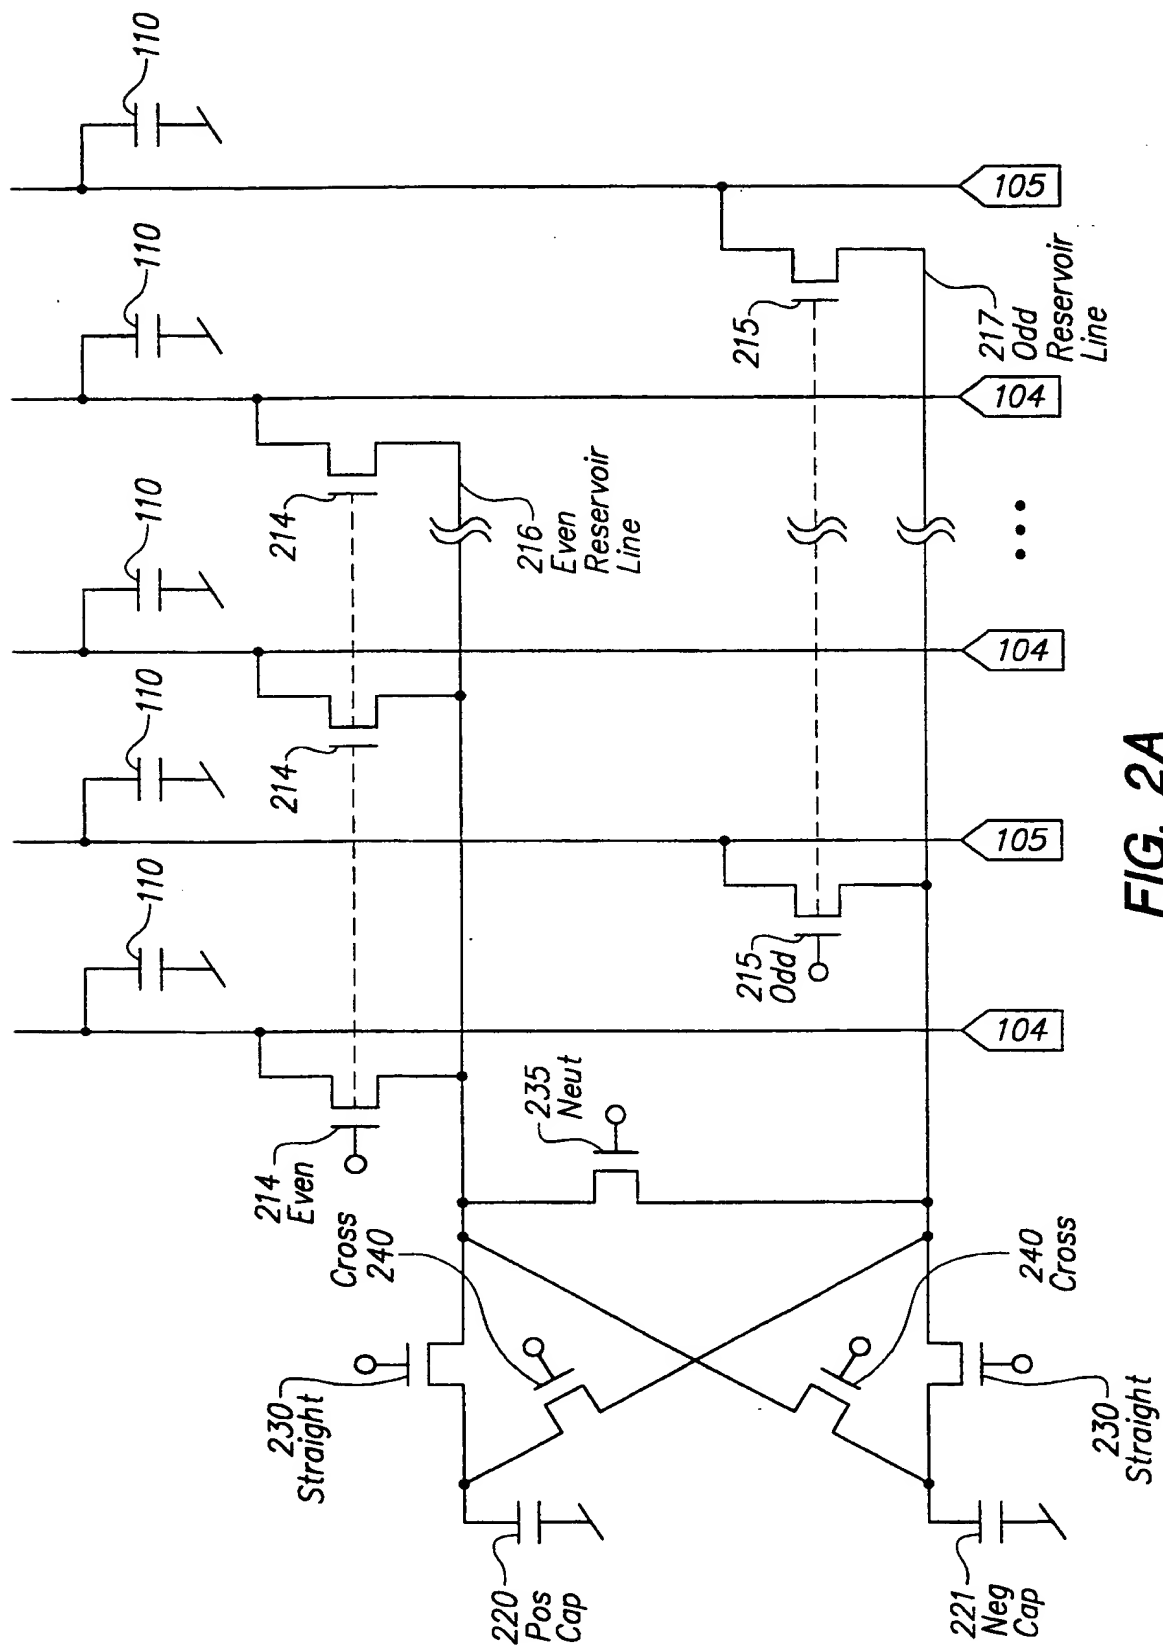 110
110
110
110
110
214
Even
214
214
216
Even
Reservoir
Line
230
Straight
Cross
240
235
Neut
215
Odd
215
217
Odd
Reservoir
Line
240
Cross
230
Straight
220
Pos
Cap
221
Neg
Cap
104
105
104
...
104
105
FIG. 2A